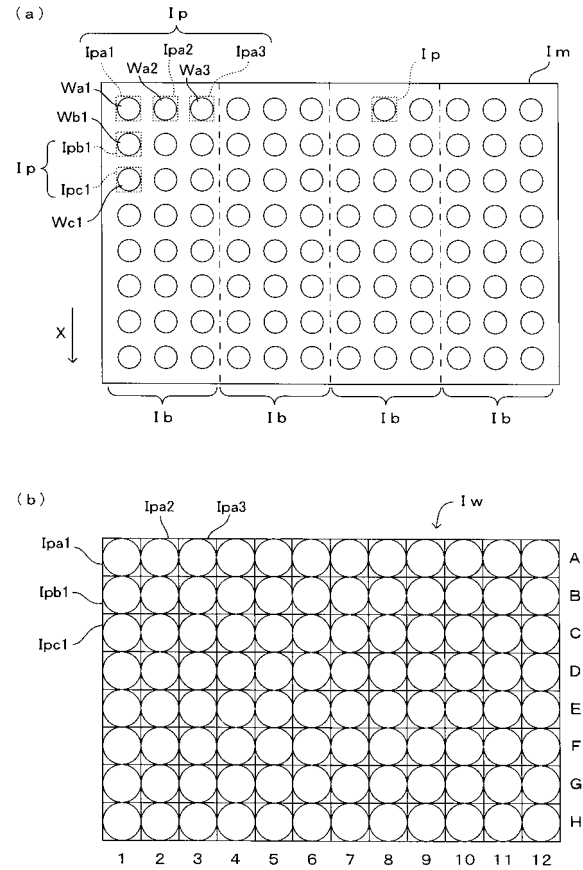 (a)
Ip
Ipa1 Ipa2 Ipa3 Ip Im
Wa2 Wa3
Wa1
Wb1
Ip Ipb1
Ipc1
Wc1
X
Ib Ib Ib Ib
(b)
Ipa2 Ipa3 Iw
Ipa1 A
Ipb1 B
Ipc1 C
D
E
F
G
H
1 2 3 4 5 6 7 8 9 10 11 12